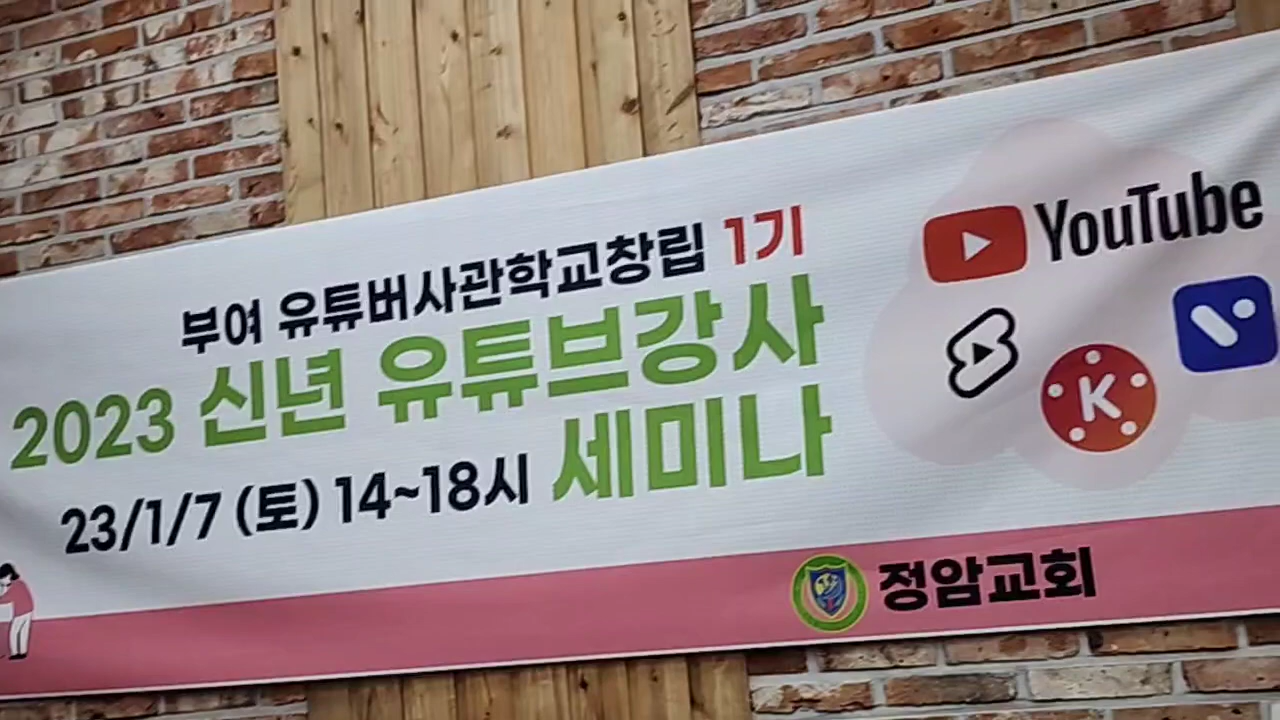 부여 유튜버사관학교창립 1기
2023 신년 유튜브강사
23/1/7 (토) 14~18시 세미나
YouTube
K
정암교회